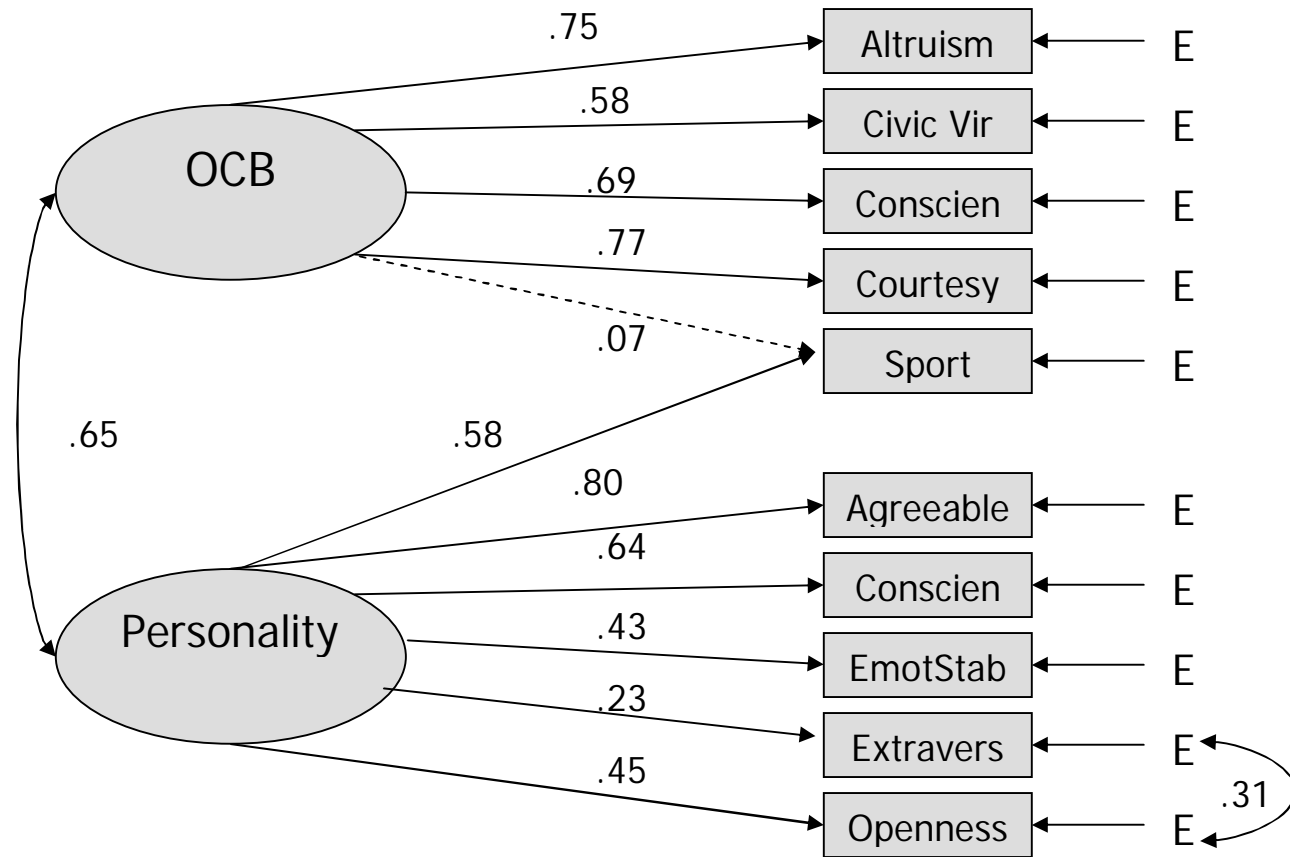 .75
Altruism
E
.58
Civic Vir
E
OCB
.69
Conscien
E
.77
Courtesy
E
.07
Sport
E
.65
.58
.80
Agreeable
E
.64
Conscien
E
Personality
.43
EmotStab
E
.23
Extravers
E
.31
.45
Openness
E